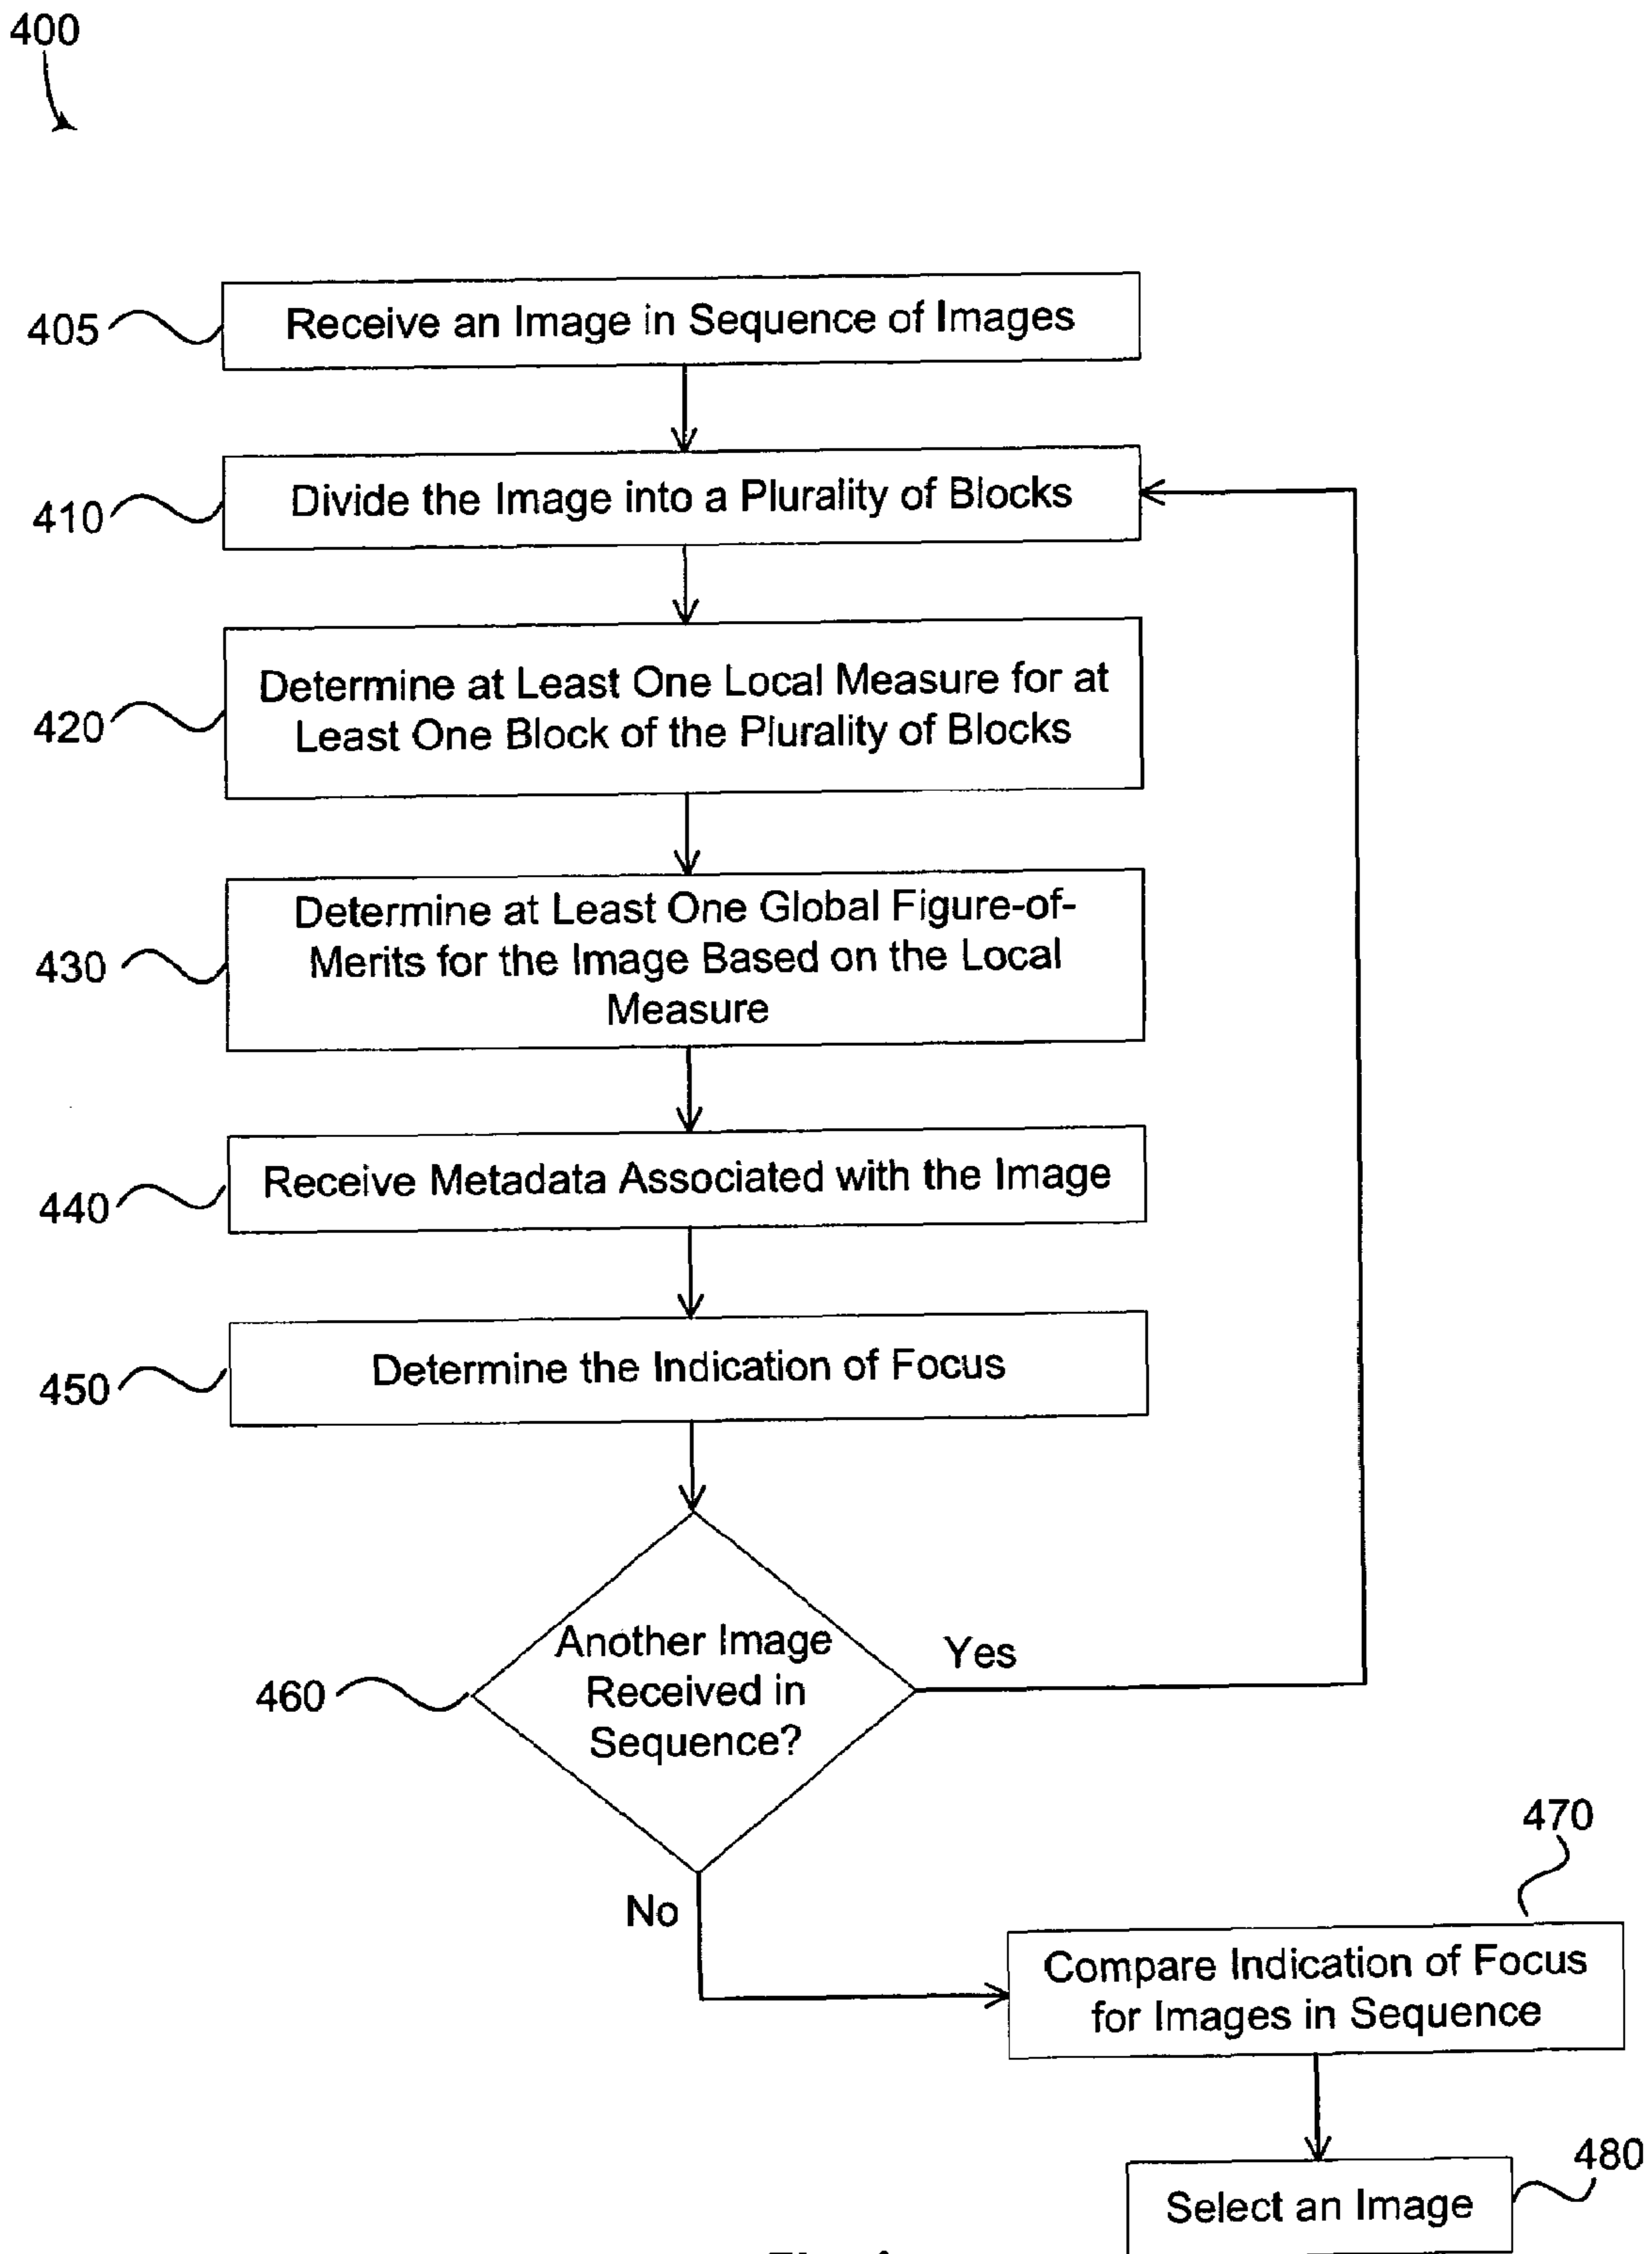 400
405
Receive an Image in Sequence of Images
410
Divide the Image into a Plurality of Blocks
420
Determine at Least One Local Measure for at
Least One Block of the Plurality of Blocks
430
Determine at Least One Global Figure-of-
Merits for the Image Based on the Local
Measure
440
Receive Metadata Associated with the Image
450
Determine the Indication of Focus
460
Another Image
Received in
Sequence?
Yes
No
470
Compare Indication of Focus
for Images in Sequence
480
Select an Image